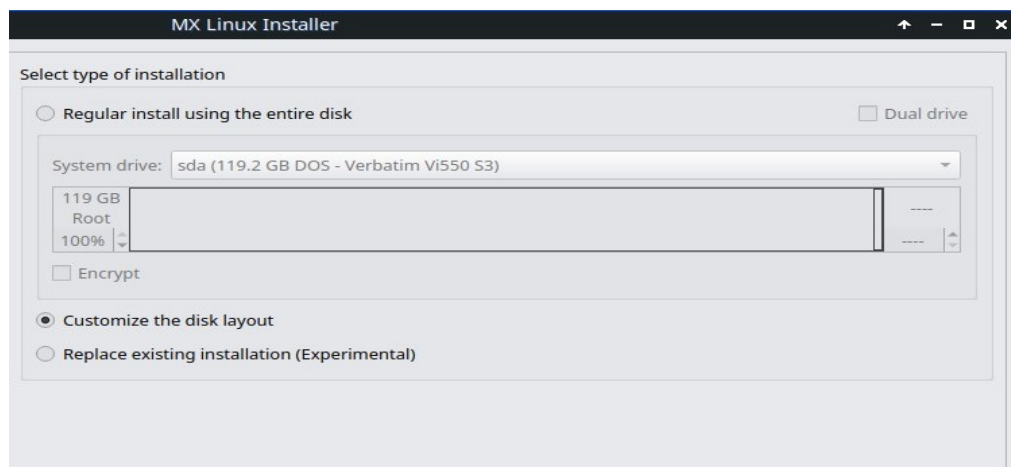 MX Linux Installer
Select type of installation
Regular install using the entire disk
Dual drive
System drive: sda (119.2 GB DOS - Verbatim Vi550 S3)
119 GB
Root
100%
----
----
Encrypt
Customize the disk layout
Replace existing installation (Experimental)